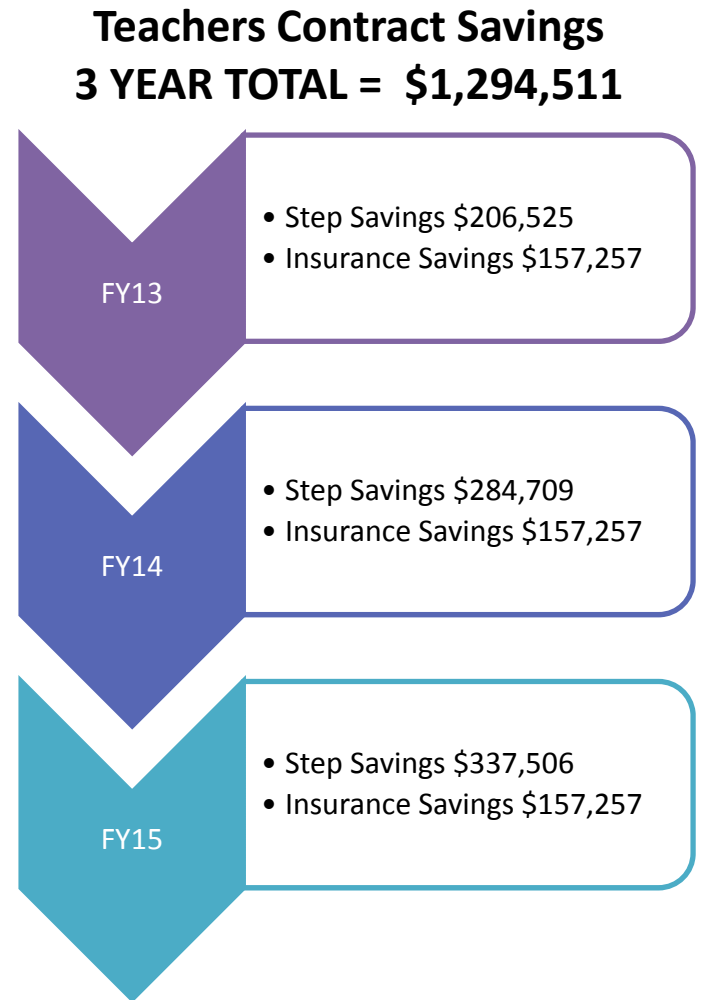 Teachers Contract Savings
3 YEAR TOTAL = $1,294,511
FY13
• Step Savings $206,525
• Insurance Savings $157,257
FY14
• Step Savings $284,709
• Insurance Savings $157,257
FY15
• Step Savings $337,506
• Insurance Savings $157,257